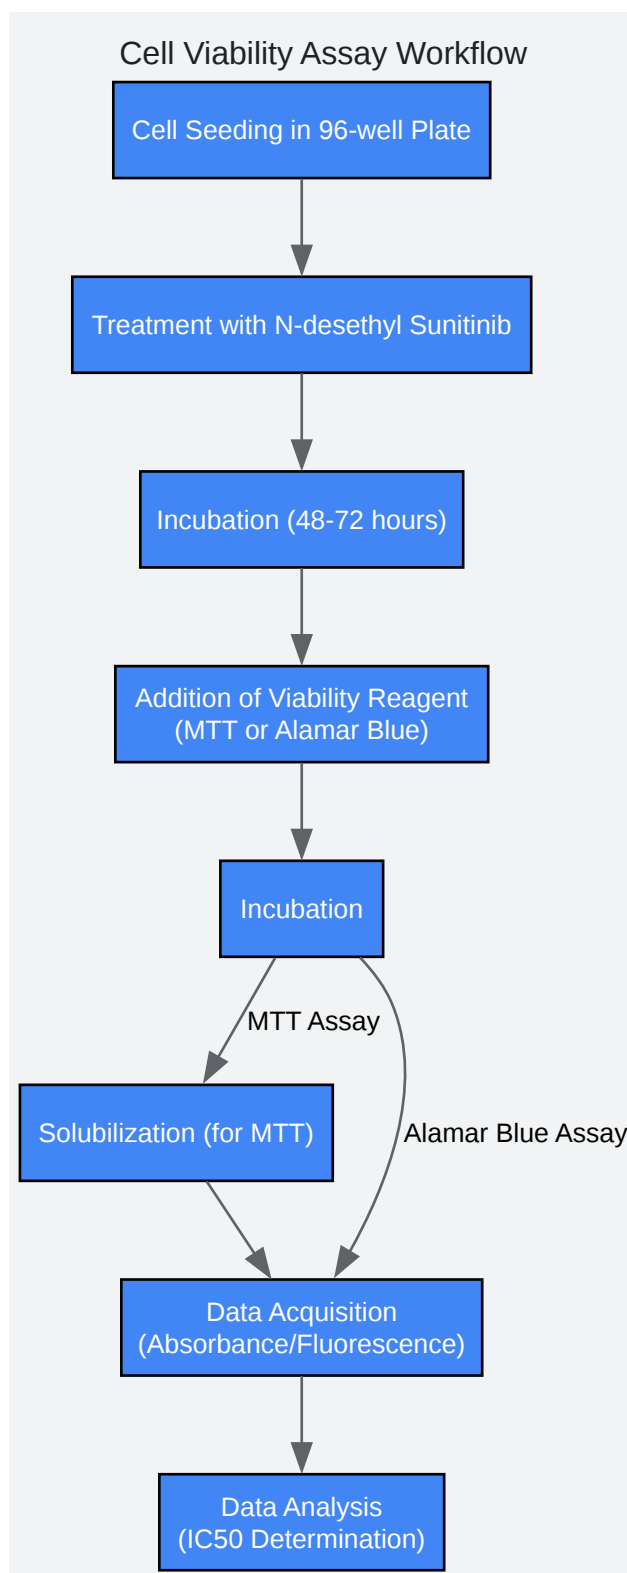 Cell Viability Assay Workflow
Cell Seeding in 96-well Plate
Treatment with N-desethyl Sunitinib
Incubation (48-72 hours)
Addition of Viability Reagent
(MTT or Alamar Blue)
Incubation
MTT Assay
Solubilization (for MTT)
Alamar Blue Assay
Data Acquisition
(Absorbance/Fluorescence)
Data Analysis
(IC50 Determination)